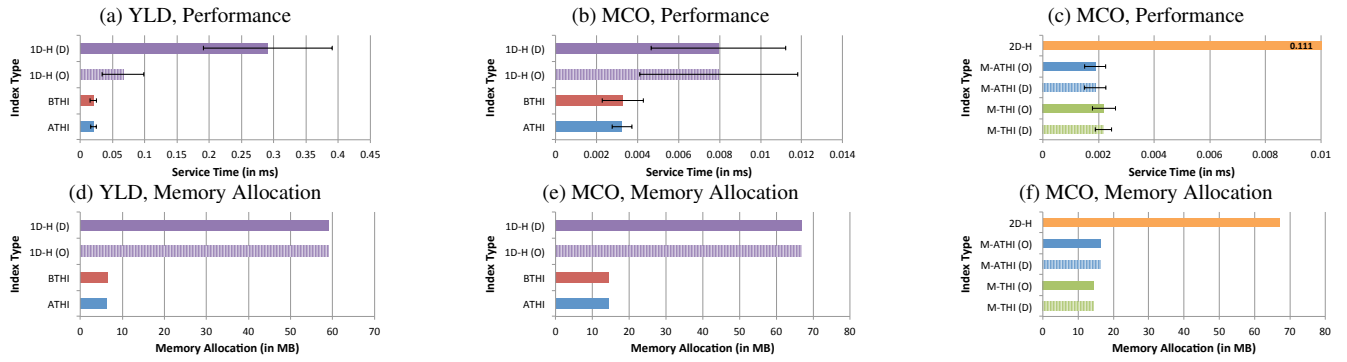 (a) YLD, Performance
Index Type
1D-H (D)
1D-H (O)
BTHI
ATHI
0 0.05 0.1 0.15 0.2 0.25 0.3 0.35 0.4 0.45
Service Time (in ms)
(b) MCO, Performance
Index Type
1D-H (D)
1D-H (O)
BTHI
ATHI
0 0.002 0.004 0.006 0.008 0.01 0.012 0.014
Service Time (in ms)
(c) MCO, Performance
Index Type
2D-H
0.111
M-ATHI (O)
M-ATHI (D)
M-THI (O)
M-THI (D)
0 0.002 0.004 0.006 0.008 0.01
Service Time (in ms)
(d) YLD, Memory Allocation
Index Type
1D-H (D)
1D-H (O)
BTHI
ATHI
0 10 20 30 40 50 60 70
Memory Allocation (in MB)
(e) MCO, Memory Allocation
Index Type
1D-H (D)
1D-H (O)
BTHI
ATHI
0 10 20 30 40 50 60 70 80
Memory Allocation (in MB)
(f) MCO, Memory Allocation
Index Type
2D-H
M-ATHI (O)
M-ATHI (D)
M-THI (O)
M-THI (D)
0 10 20 30 40 50 60 70 80
Memory Allocation (in MB)